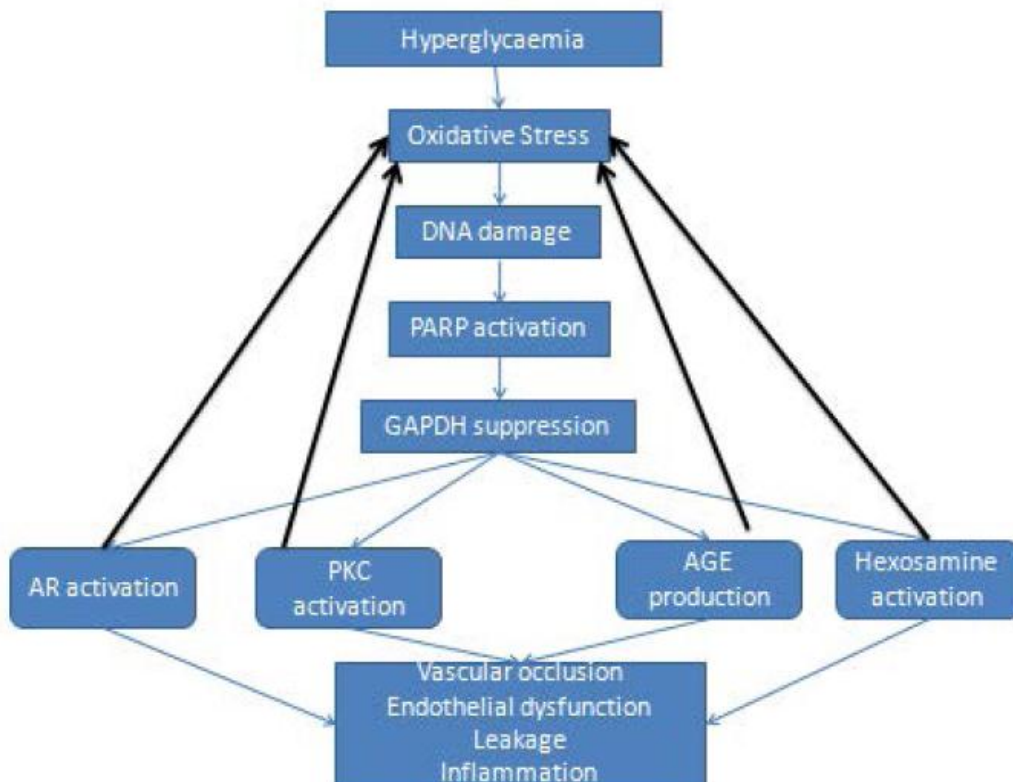 Hyperglycaemia
Oxidative Stress
DNA damage
PARP activation
GAPDH suppression
AR activation
PKC
activation
AGE
production
Hexosamine
activation
Vascular occlusion
Endothelial dysfunction
Leakage
Inflammation